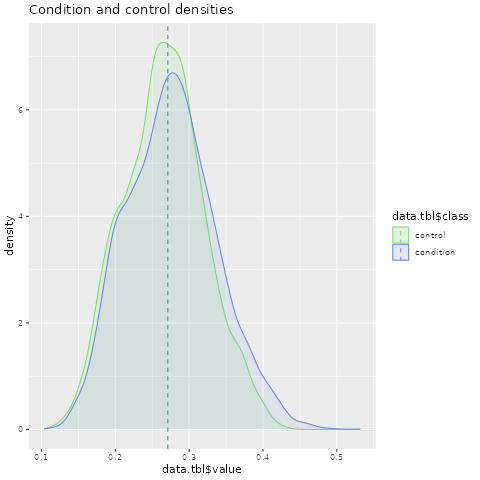 Condition and control densities
density
6
4
2
0
0.1 0.2 0.3 0.4 0.5
data.tbl$value
data.tbl$class
control
condition